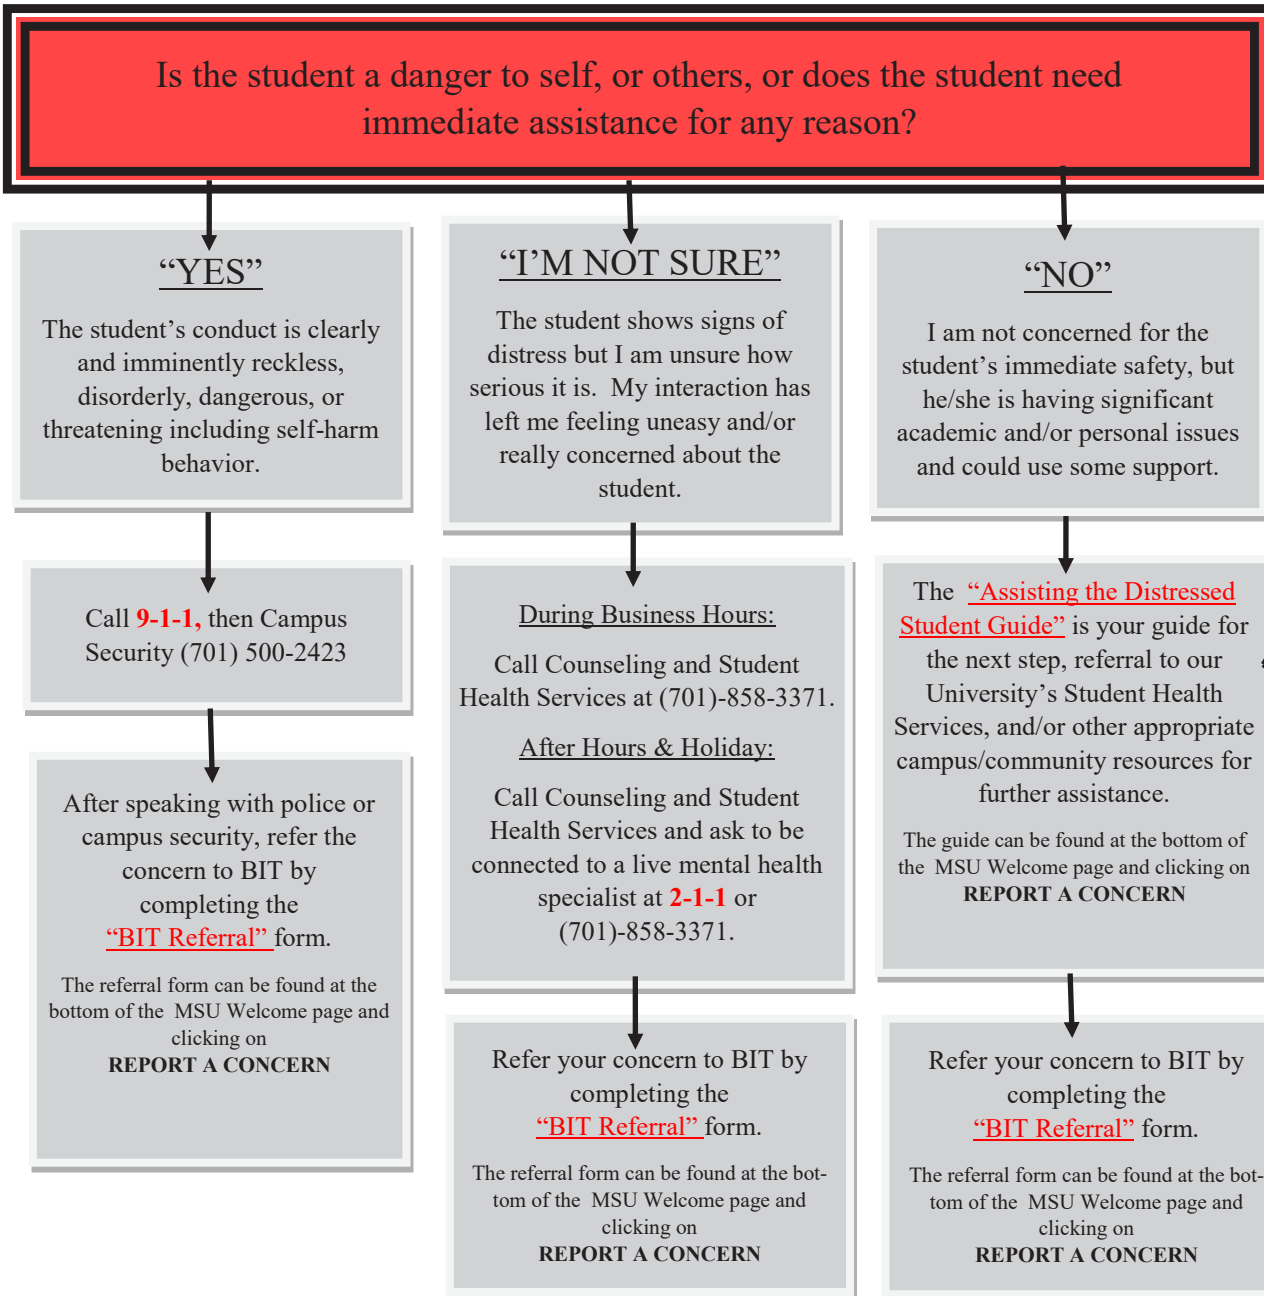 Is the student a danger to self, or others, or does the student need
immediate assistance for any reason?
“YES”
The student’s conduct is clearly
and imminently reckless,
disorderly, dangerous, or
threatening including self-harm
behavior.
Call 9-1-1, then Campus
Security (701) 500-2423
After speaking with police or
campus security, refer the
concern to BIT by
completing the
“BIT Referral” form.
The referral form can be found at the
bottom of the MSU Welcome page and
clicking on
REPORT A CONCERN
“I’M NOT SURE”
The student shows signs of
distress but I am unsure how
serious it is. My interaction has
left me feeling uneasy and/or
really concerned about the
student.
During Business Hours:
Call Counseling and Student
Health Services at (701)-858-3371.
After Hours & Holiday:
Call Counseling and Student
Health Services and ask to be
connected to a live mental health
specialist at 2-1-1 or
(701)-858-3371.
Refer your concern to BIT by
completing the
“BIT Referral” form.
The referral form can be found at the bot-
tom of the MSU Welcome page and
clicking on
REPORT A CONCERN
“NO”
I am not concerned for the
student’s immediate safety, but
he/she is having significant
academic and/or personal issues
and could use some support.
The “Assisting the Distressed
Student Guide” is your guide for
the next step, referral to our
University’s Student Health
Services, and/or other appropriate
campus/community resources for
further assistance.
The guide can be found at the bottom of
the MSU Welcome page and clicking on
REPORT A CONCERN
Refer your concern to BIT by
completing the
“BIT Referral” form.
The referral form can be found at the bot-
tom of the MSU Welcome page and
clicking on
REPORT A CONCERN